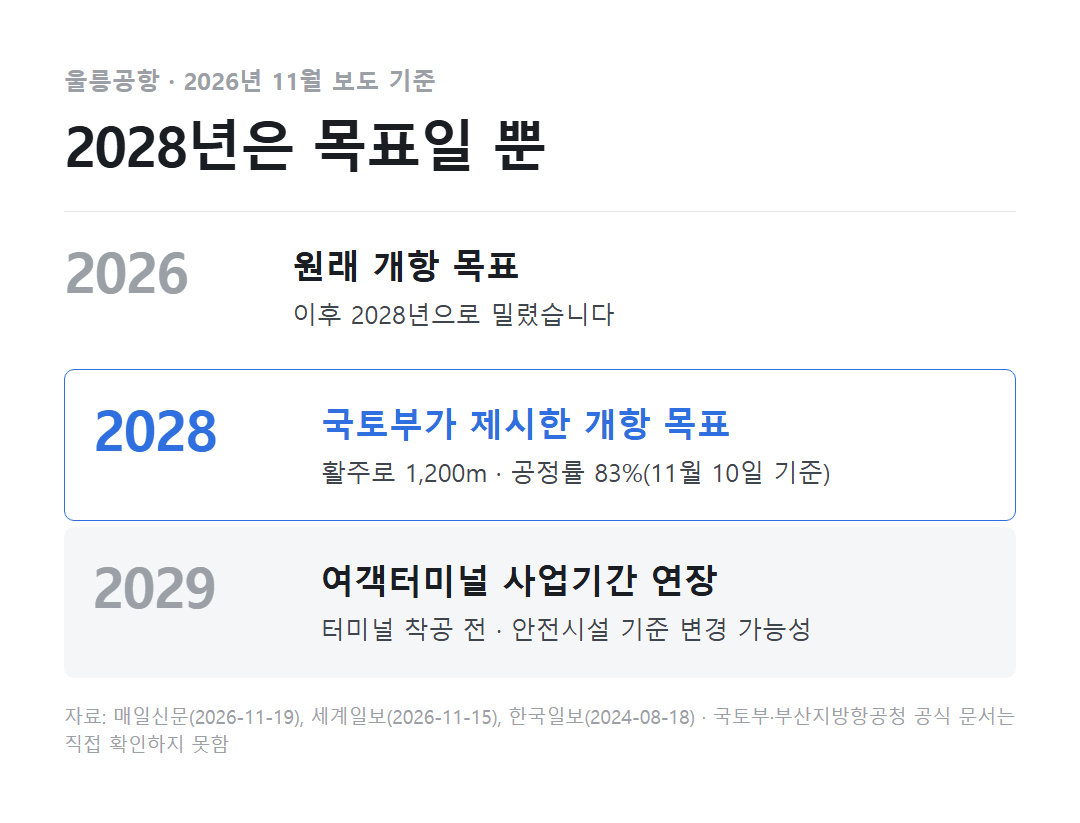 울릉공항 · 2026년 11월 보도 기준
2028년은 목표일 뿐
2026
원래 개항 목표
이후 2028년으로 밀렸습니다
2028
국토부가 제시한 개항 목표
활주로 1,200m · 공정률 83%(11월 10일 기준)
2029
여객터미널 사업기간 연장
터미널 착공 전 · 안전시설 기준 변경 가능성
자료: 매일신문(2026-11-19), 세계일보(2026-11-15), 한국일보(2024-08-18) · 국토부·부산지방항공청 공식 문서는
직접 확인하지 못함